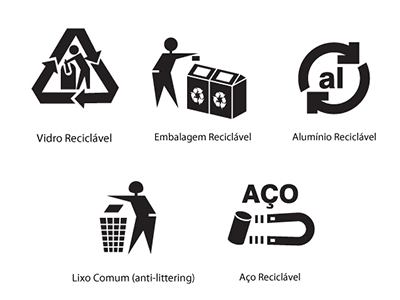 al
Vidro Reciclável
Embalagem Reciclável
Alumínio Reciclável
AÇO
Lixo Comum (anti-littering)
Aço Reciclável